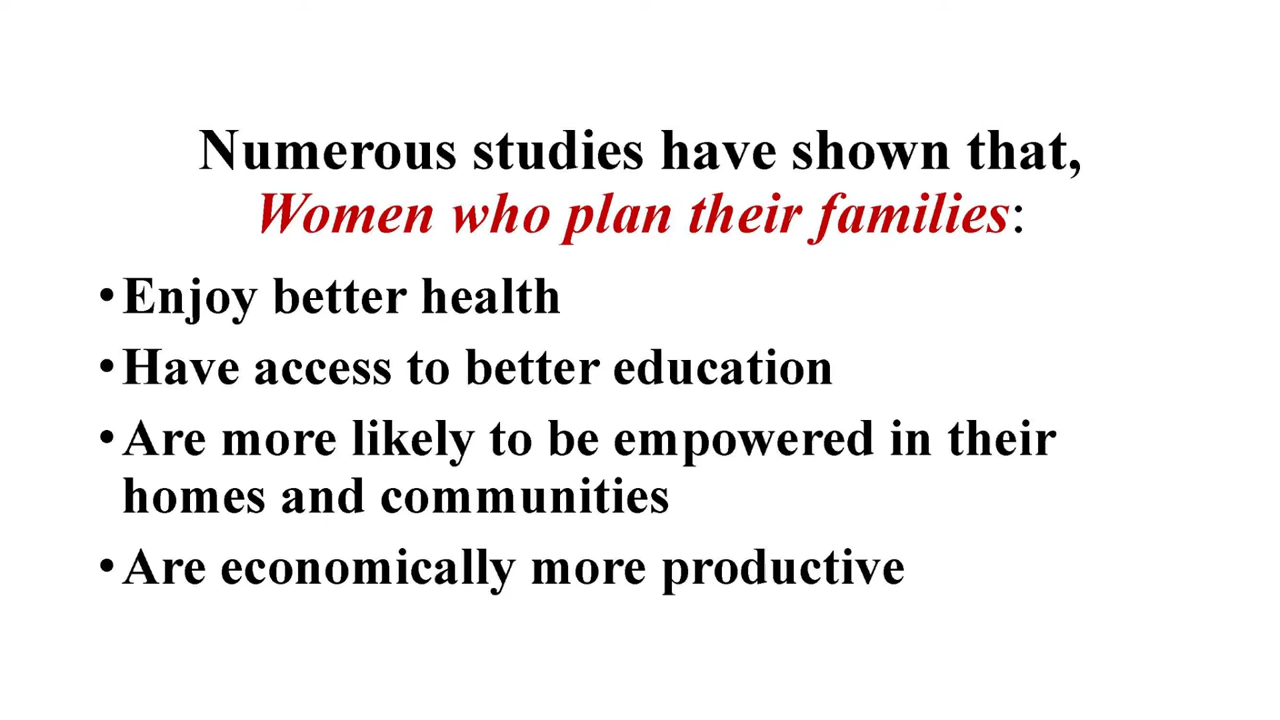 Numerous studies have shown that,
Women who plan their families:
•Enjoy better health
•Have access to better education
•Are more likely to be empowered in their
homes and communities
•Are economically more productive